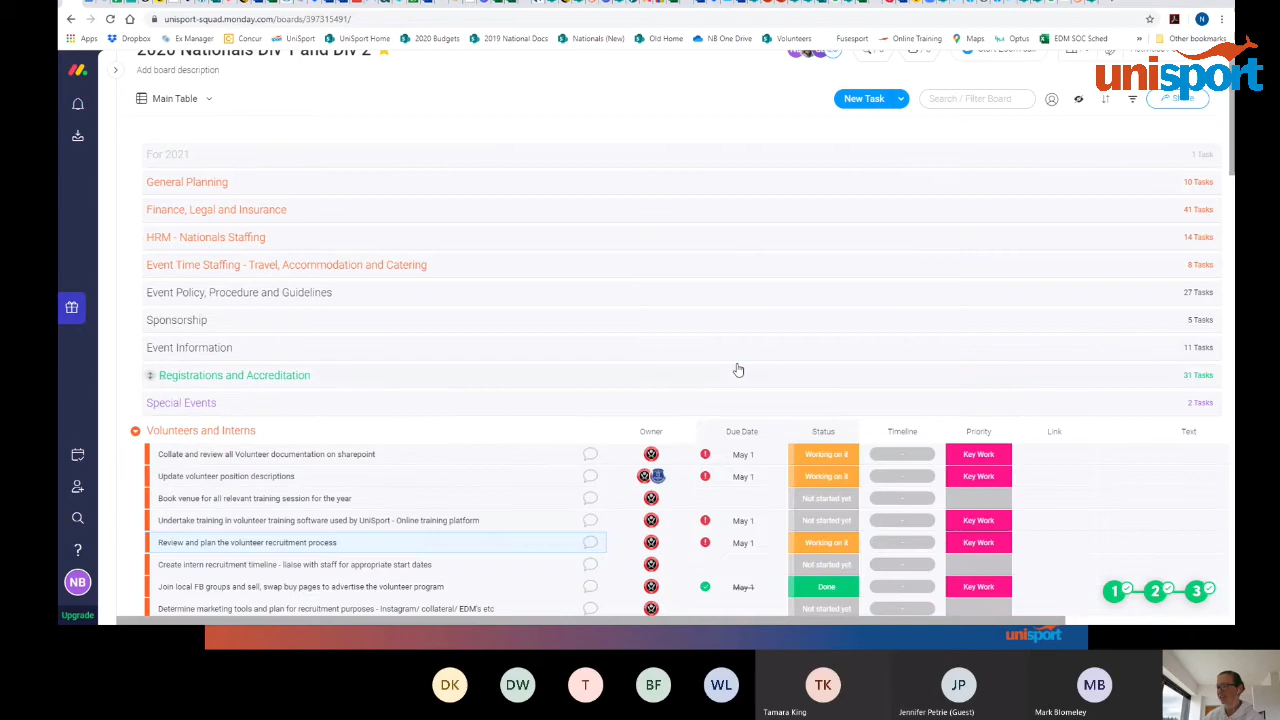 unisport-squad.monday.com/boards/397315491/
Apps Dropbox Ex Manager Concur UniSport UniSport Home 2020 Budgets 2019 National Docs Nationals (New) Old Home NB One Drive Volunteers Fusesport Online Training Maps Optus EDM SOC Sched » Other bookmarks
2020 Nationals Div 1 and Div 2
Add board description
unisport
Main Table
New Task
Search / Filter Board
For 2021 1 Task
General Planning 10 Tasks
Finance, Legal and Insurance 41 Tasks
HRM - Nationals Staffing 14 Tasks
Event Time Staffing - Travel, Accommodation and Catering 8 Tasks
Event Policy, Procedure and Guidelines 27 Tasks
Sponsorship 5 Tasks
Event Information 11 Tasks
Registrations and Accreditation 31 Tasks
Special Events 2 Tasks
Volunteers and Interns Owner Due Date Status Timeline Priority Link Text
Collate and review all Volunteer documentation on sharepoint May 1 Working on it - Key Work
Update volunteer position descriptions May 1 Working on it - Key Work
Book venue for all relevant training session for the year Not started yet -
Undertake training in volunteer training software used by UniSport - Online training platform May 1 Not started yet - Key Work
Review and plan the volunteer recruitment process May 1 Working on it - Key Work
Create intern recruitment timeline - liaise with staff for appropriate start dates Not started yet -
Join local FB groups and sell, swap buy pages to advertise the volunteer program May 1 Done - Key Work
Determine marketing tools and plan for recruitment purposes - Instagram/ collateral/ EDM's etc Not started yet -
NB
Upgrade
1 2 3
unisport
DK DW T BF WL TK JP MB
Tamara King Jennifer Petrie (Guest) Mark Blomeley